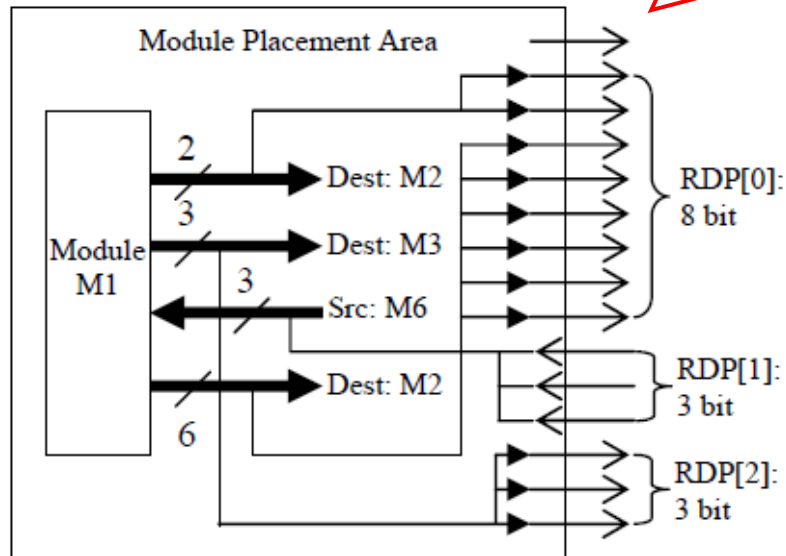 Module Placement Area
2
Dest: M2
RDP[0]:
8 bit
3
Dest: M3
Module
M1
3
Src: M6
Dest: M2
RDP[1]:
3 bit
6
RDP[2]:
3 bit